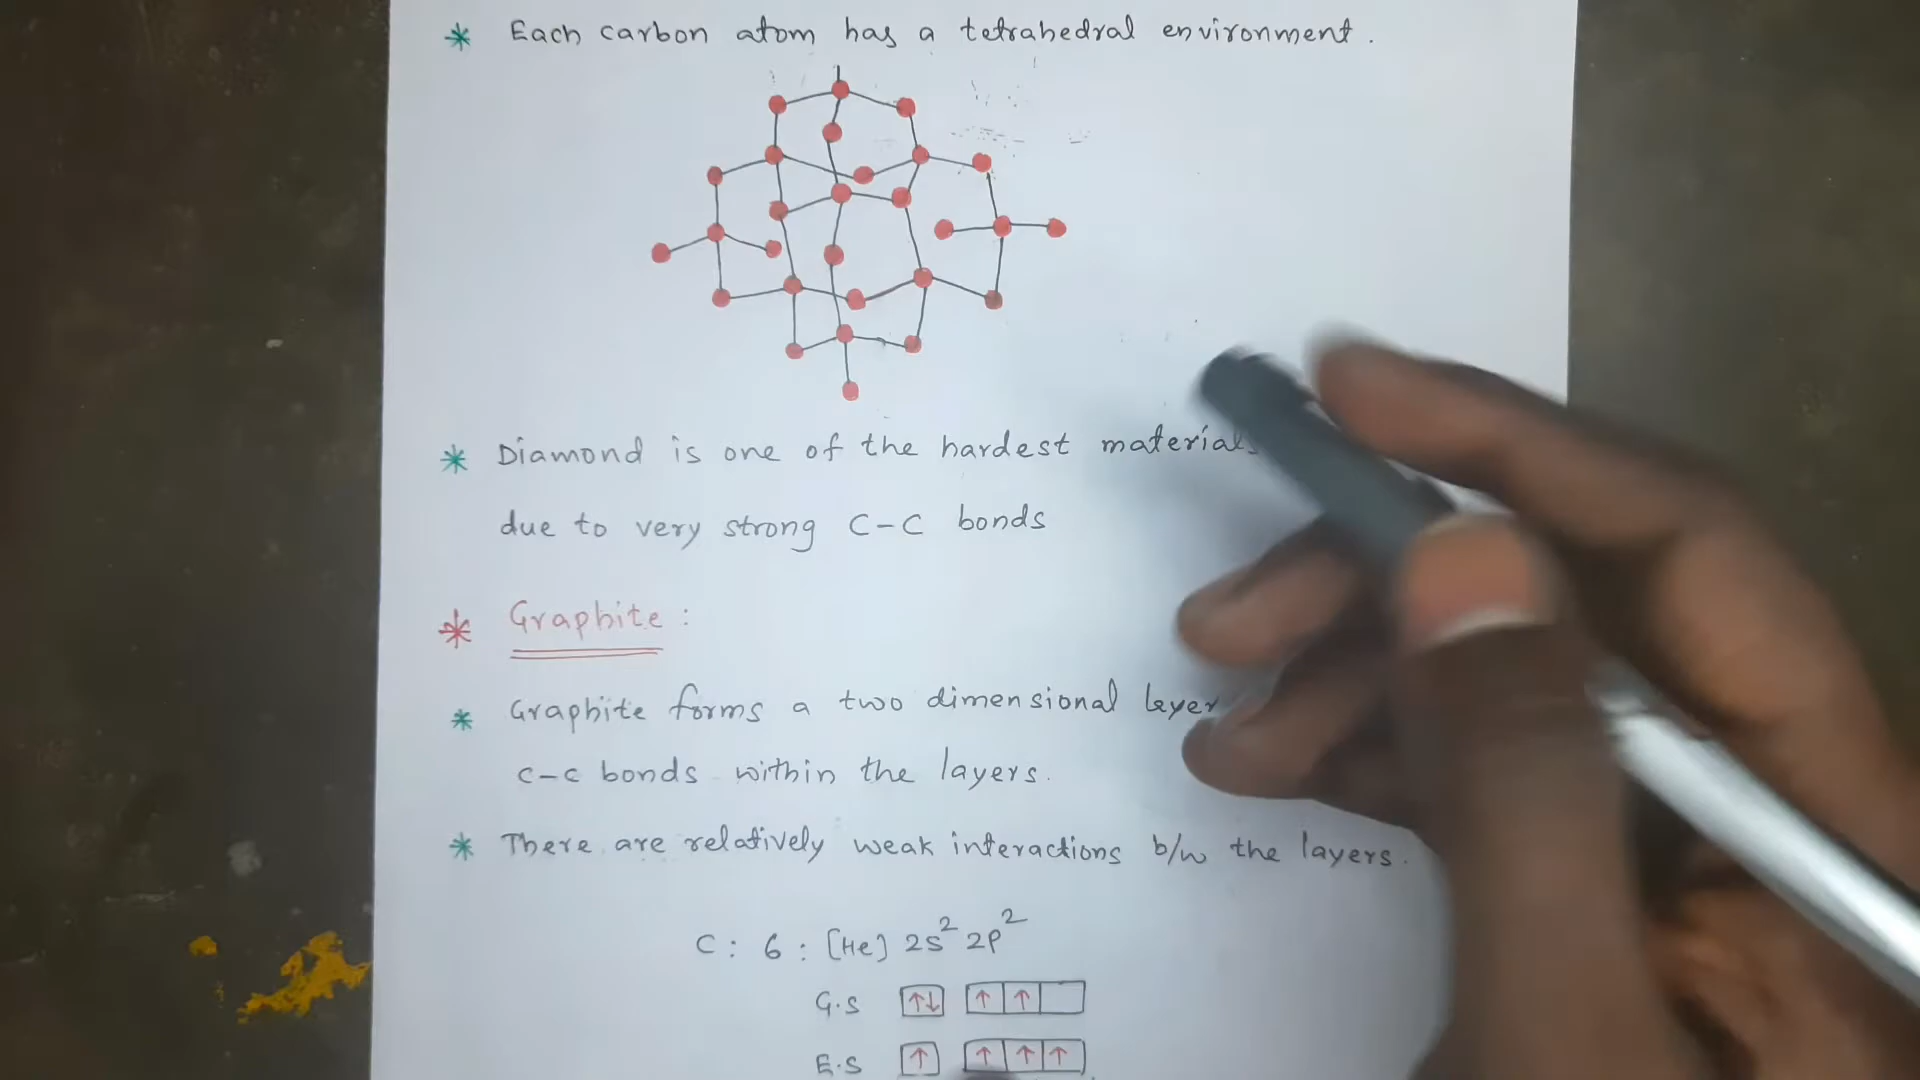 * Each carbon atom has a tetrahedral environment.
* Diamond is one of the hardest materials
due to very strong C-C bonds
* Graphite:
* Graphite forms a two dimensional layer
C-C bonds within the layers.
* There are relatively weak interactions b/w the layers.
C: 6: [He] 2s² 2p²
G.S ↑↓ ↑ ↑
E.S ↑ ↑ ↑ ↑